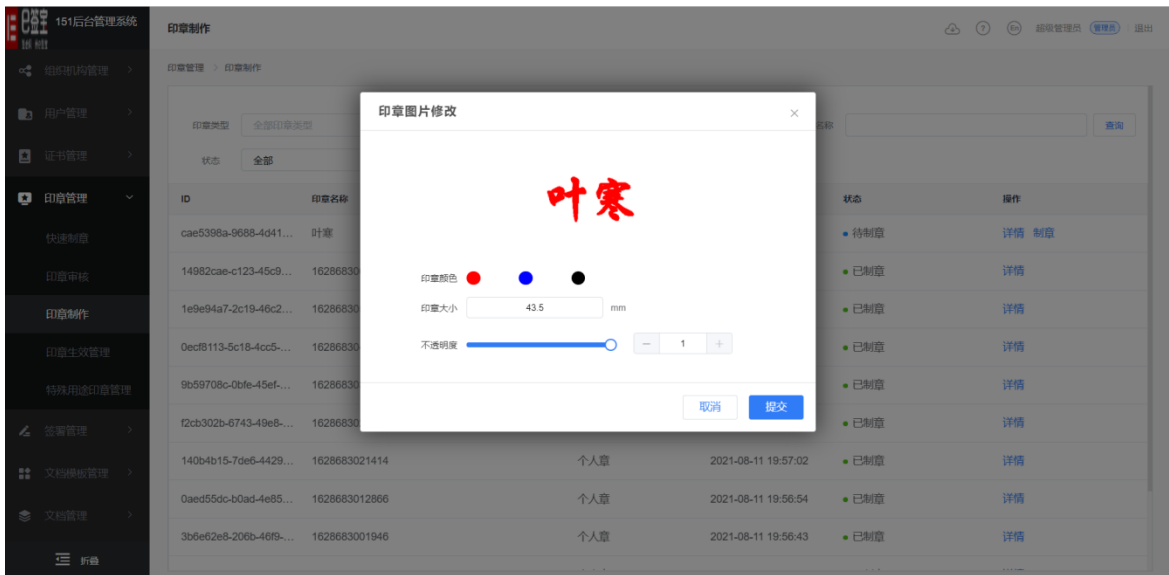 151后台管理系统
印章制作
En 超级管理员 管理员 退出
组织机构管理
印章管理 > 印章制作
用户管理
印章图片修改
印章类型 全部印章类型 名称 查询
证书管理
状态 全部
叶寒
印章管理
ID 印章名称 状态 操作
快速制章
cae5398a-9688-4d41... 叶寒 待制章 详情 制章
印章审核
14982cae-c123-45c9... 16286830 印章颜色 已制章 详情
印章制作
1e9e94a7-2c19-46c2... 16286830 印章大小 43.5 mm 已制章 详情
印章生效管理
0ecf8113-5c18-4cc5-... 16286830 不透明度 1 已制章 详情
特殊用途印章管理
9b59708c-0bfe-45ef-... 16286830 已制章 详情
取消 提交
签署管理
f2cb302b-6743-49e8-... 16286830 已制章 详情
文档模板管理
140b4b15-7de6-4429... 1628683021414 个人章 2021-08-11 19:57:02 已制章 详情
0aed55dc-b0ad-4e85... 1628683012866 个人章 2021-08-11 19:56:54 已制章 详情
文档管理
3b6e62e8-206b-46f9-... 1628683001946 个人章 2021-08-11 19:56:43 已制章 详情
折叠